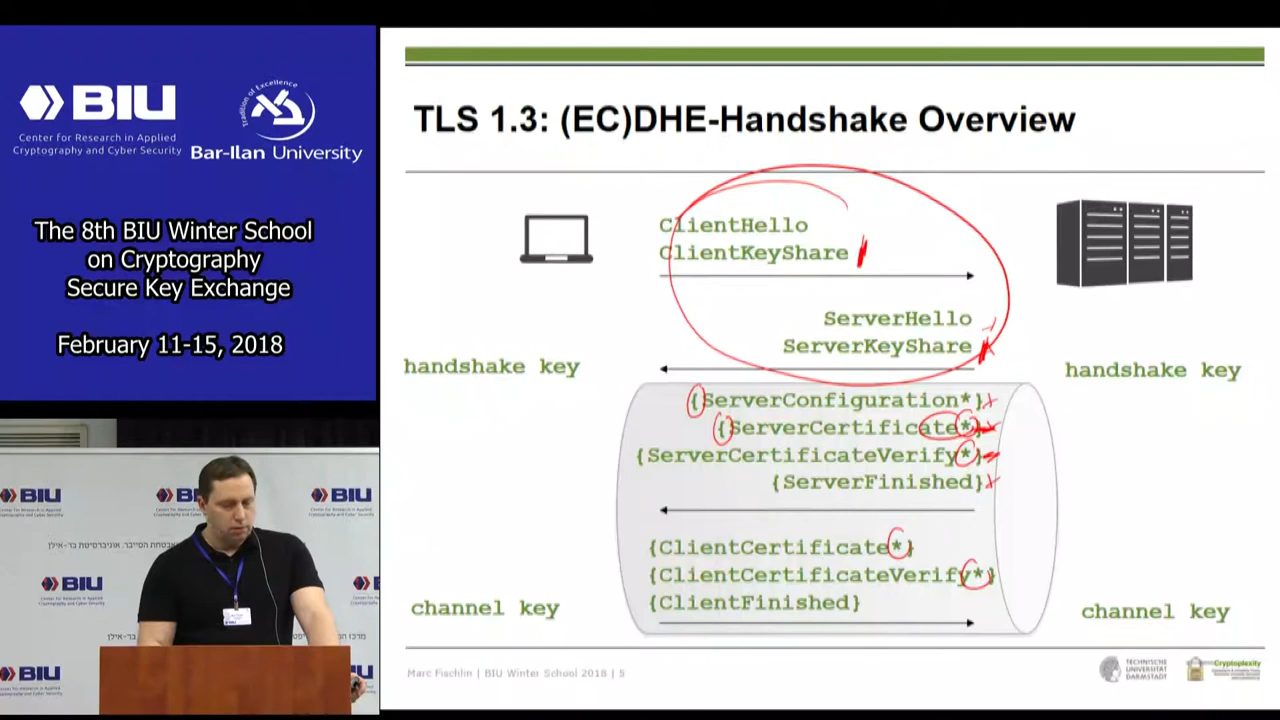 BIU
Center for Research in Applied
Cryptography and Cyber Security
Tradition of Excellence
Bar-Ilan University
The 8th BIU Winter School
on Cryptography
Secure Key Exchange
February 11-15, 2018
TLS 1.3: (EC)DHE-Handshake Overview
ClientHello
ClientKeyShare
ServerHello
ServerKeyShare
handshake key
handshake key
{ServerConfiguration*}
{ServerCertificate*}
{ServerCertificateVerify*}
{ServerFinished}
{ClientCertificate*}
{ClientCertificateVerify*}
{ClientFinished}
channel key
channel key
Marc Fischlin | BIU Winter School 2018 | 5
TECHNISCHE
UNIVERSITÄT
DARMSTADT
Cryptoplexity
BIU
BIU
BIU
BIU
BIU